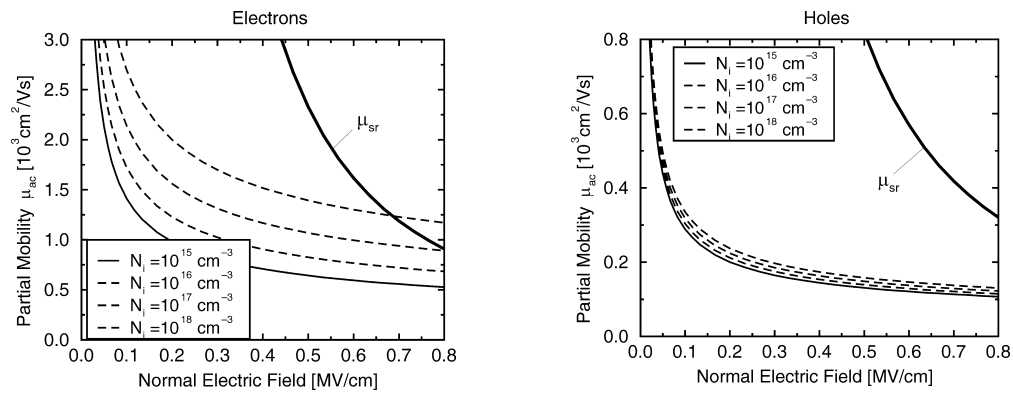 Electrons
3.0
2.5
2.0
1.5
1.0
0.5
0.0
Partial Mobility μac [10³cm²/Vs]
μsr
Ni=10¹⁵ cm⁻³
Ni=10¹⁶ cm⁻³
Ni=10¹⁷ cm⁻³
Ni=10¹⁸ cm⁻³
0.0 0.1 0.2 0.3 0.4 0.5 0.6 0.7 0.8
Normal Electric Field [MV/cm]
Holes
0.8
0.6
0.4
0.2
0.0
Partial Mobility μac [10³cm²/Vs]
Ni=10¹⁵ cm⁻³
Ni=10¹⁶ cm⁻³
Ni=10¹⁷ cm⁻³
Ni=10¹⁸ cm⁻³
μsr
0.0 0.1 0.2 0.3 0.4 0.5 0.6 0.7 0.8
Normal Electric Field [MV/cm]